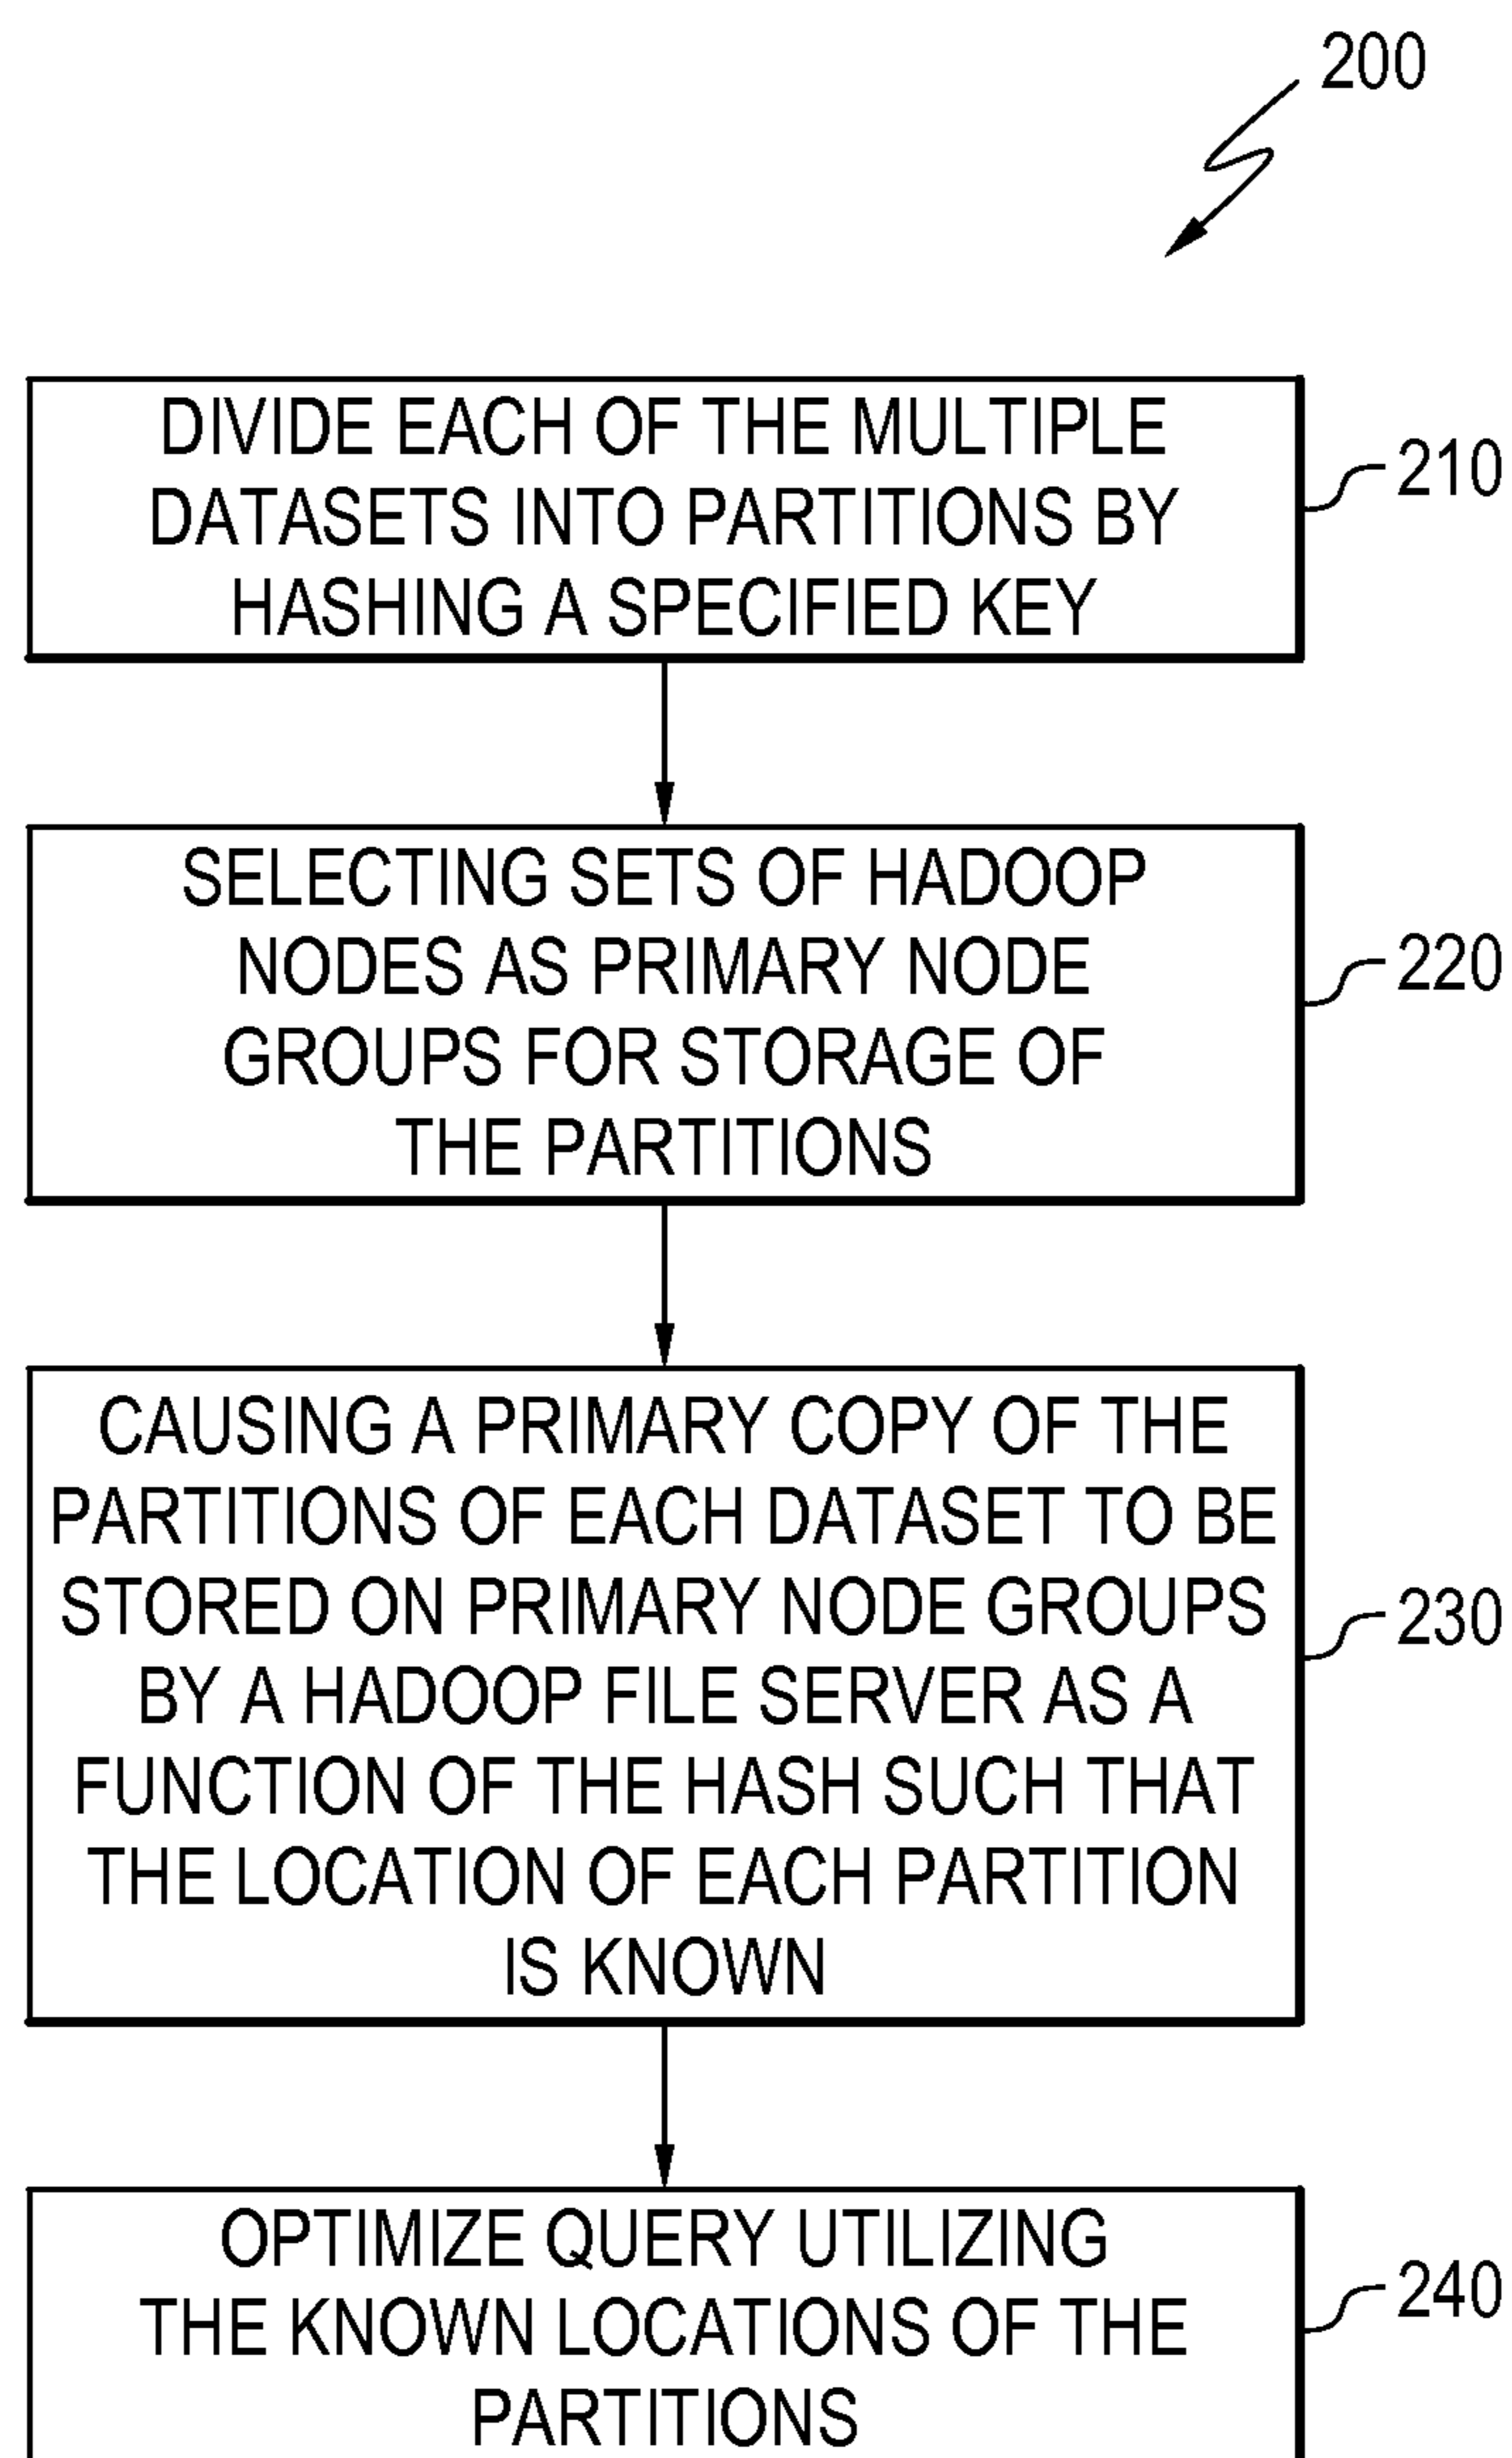 200
DIVIDE EACH OF THE MULTIPLE
DATASETS INTO PARTITIONS BY
HASHING A SPECIFIED KEY
210
SELECTING SETS OF HADOOP
NODES AS PRIMARY NODE
GROUPS FOR STORAGE OF
THE PARTITIONS
220
CAUSING A PRIMARY COPY OF THE
PARTITIONS OF EACH DATASET TO BE
STORED ON PRIMARY NODE GROUPS
BY A HADOOP FILE SERVER AS A
FUNCTION OF THE HASH SUCH THAT
THE LOCATION OF EACH PARTITION
IS KNOWN
230
OPTIMIZE QUERY UTILIZING
THE KNOWN LOCATIONS OF THE
PARTITIONS
240